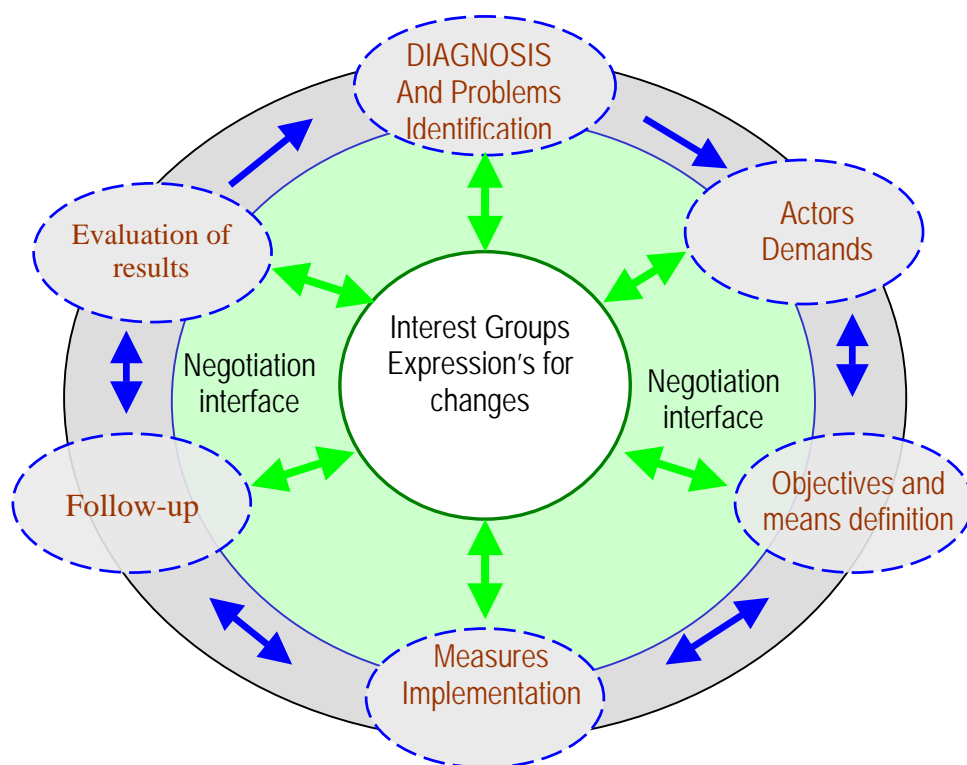 DIAGNOSIS
And Problems
Identification
Actors
Demands
Evaluation of
results
Interest Groups
Expression's for
changes
Negotiation
interface
Negotiation
interface
Follow-up
Objectives and
means definition
Measures
Implementation